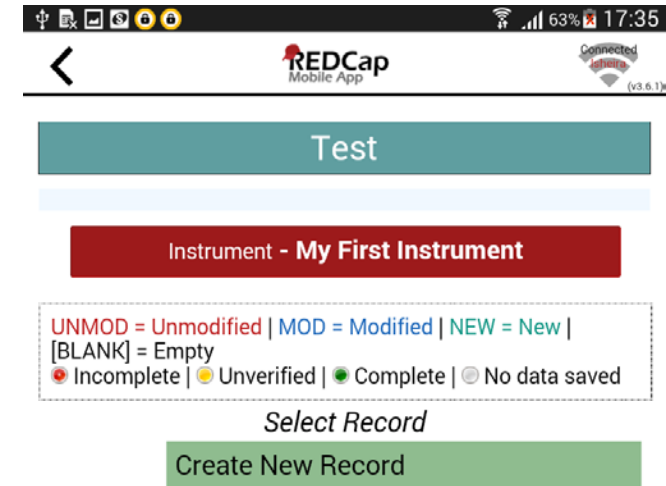 63% 17:35
REDCap
Mobile App
Connected
Isheira
(v3.6.1)
Test
Instrument - My First Instrument
UNMOD = Unmodified | MOD = Modified | NEW = New |
[BLANK] = Empty
Incomplete | Unverified | Complete | No data saved
Select Record
Create New Record